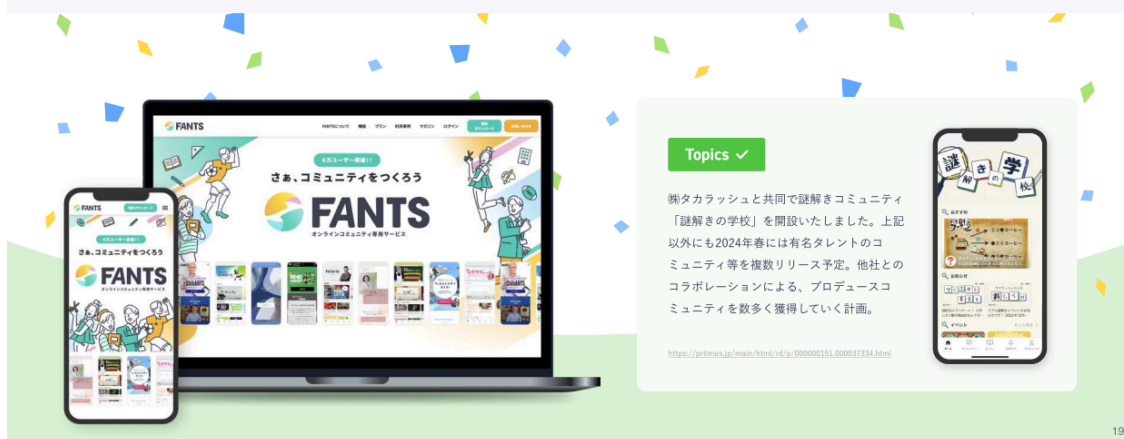 FANTS
FANTSについて 機能 プラン 利用事例 マガジン ログイン
6万ユーザー突破!!
さぁ、コミュニティをつくろう
FANTS
オンラインコミュニティ専用サービス
FANTS
6万ユーザー突破!!
さぁ、コミュニティをつくろう
FANTS
オンラインコミュニティ専用サービス
Topics
㈱タカラッシュと共同で謎解きコミュニティ
「謎解きの学校」を開設いたしました。上記
以外にも2024年春には有名タレントのコ
ミュニティ等を複数リリース予定。他社との
コラボレーションによる、プロデュースコ
ミュニティを数多く獲得していく計画。
https://prtimes.jp/main/html/rd/p/000000151.000037334.html
謎解きの学校
おすすめ
お知らせ
イベント
19